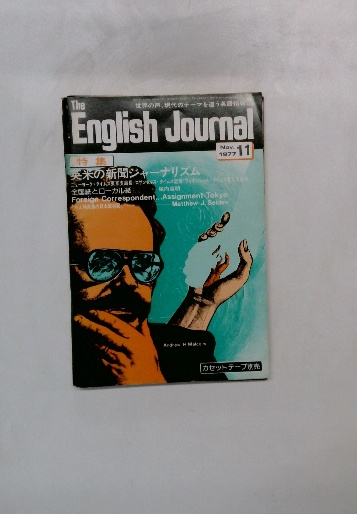 The
世界の声、現代のテーマを追う英語情報誌
English Journal
Nov.
1977 11
特集
英米の新聞ジャーナリズム
全国紙とローカル紙
Foreign Correspondent...Assignment-Tokyo
Matthew J. Seiden
Andrew H Malcolm
カセットテープ別売